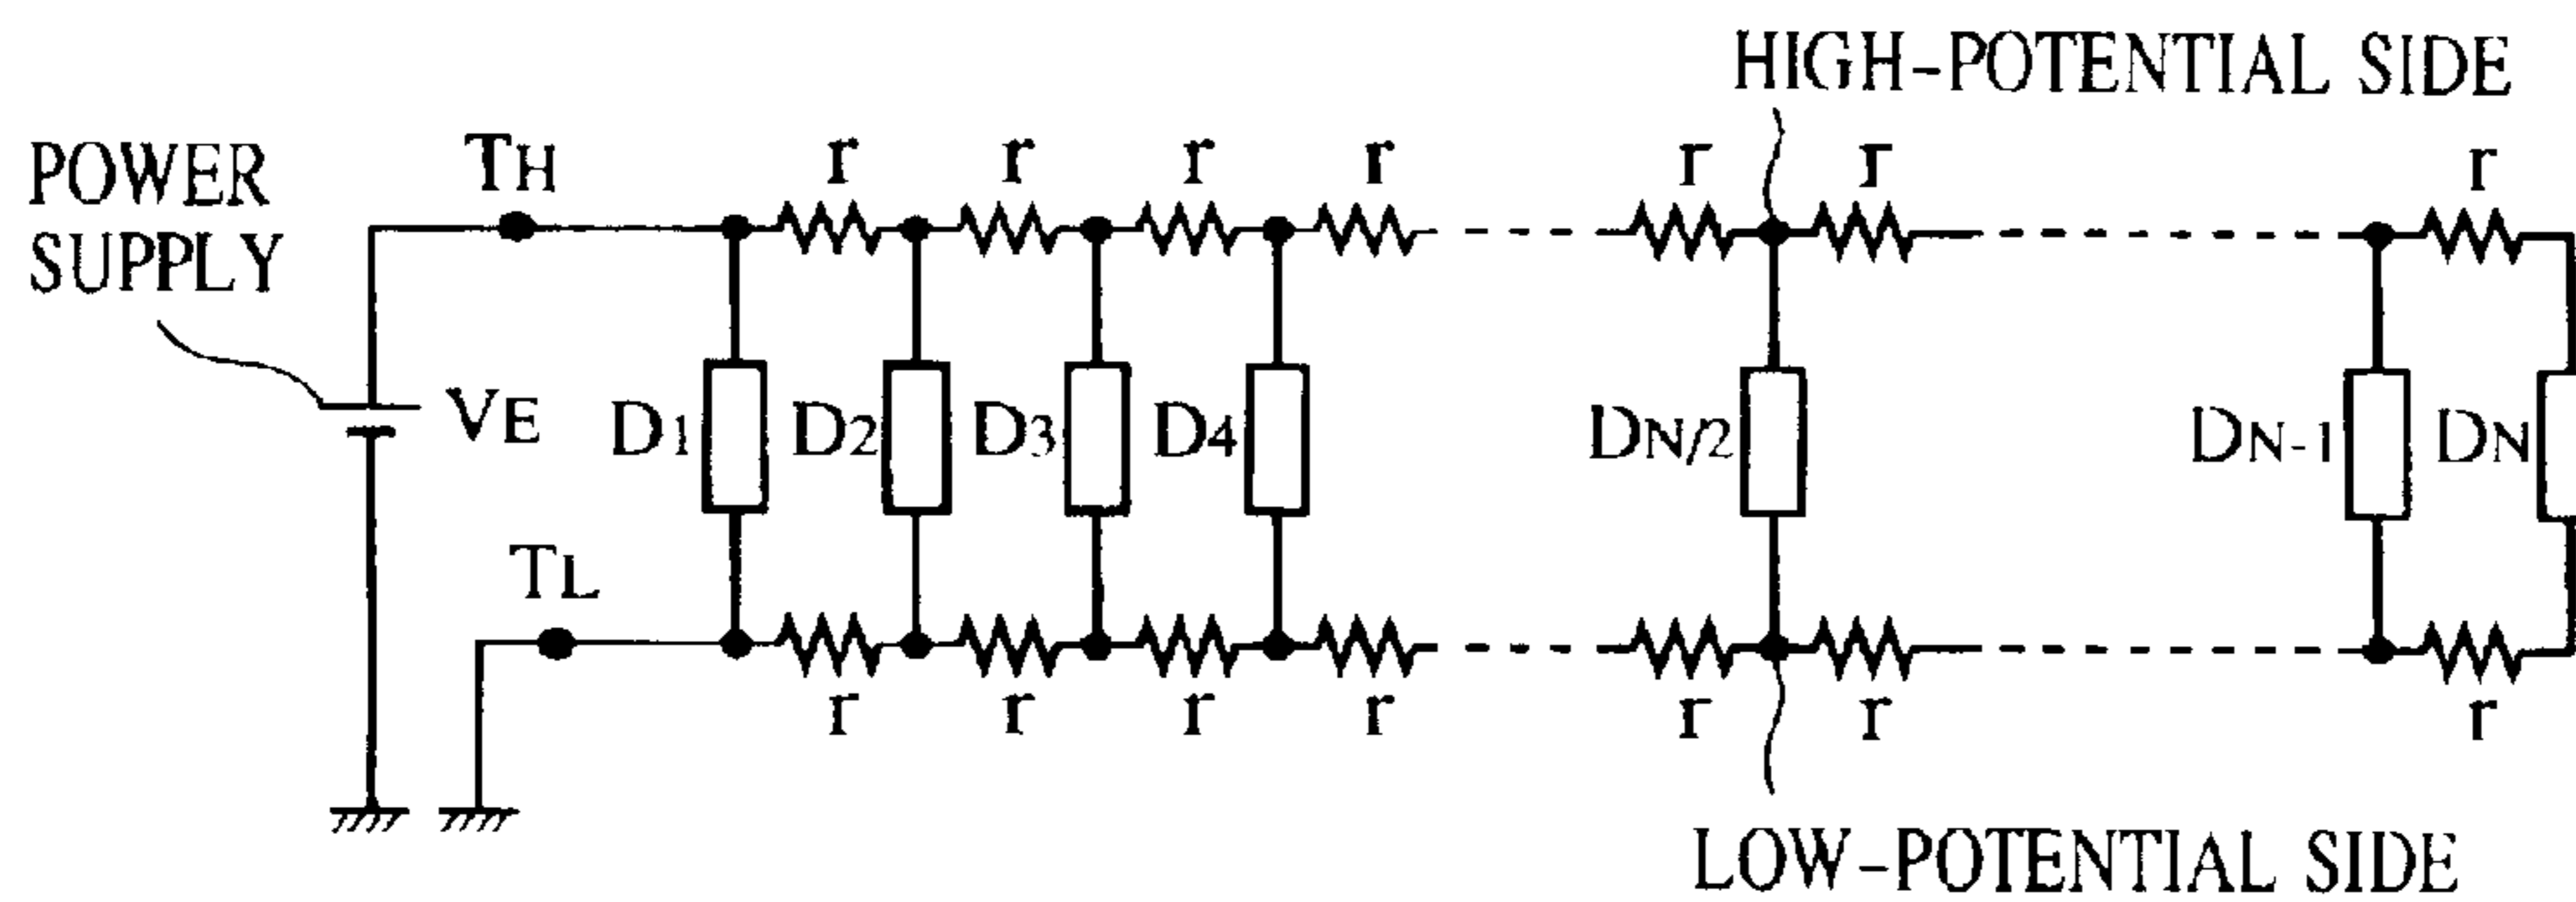 HIGH-POTENTIAL SIDE
POWER
SUPPLY
TH
r r r r r r r
VE D1 D2 D3 D4 DN/2 DN-1 DN
TL
r r r r r r r
LOW-POTENTIAL SIDE